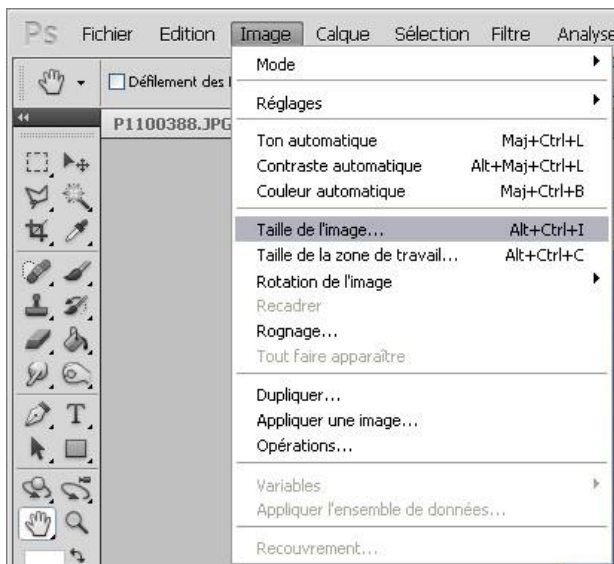 Ps Fichier Edition Image Calque Sélection Filtre Analyse
Défilement des
P1100388.JPG
Mode
Réglages
Ton automatique Maj+Ctrl+L
Contraste automatique Alt+Maj+Ctrl+L
Couleur automatique Maj+Ctrl+B
Taille de l'image... Alt+Ctrl+I
Taille de la zone de travail... Alt+Ctrl+C
Rotation de l'image
Recadrer
Rognage...
Tout faire apparaître
Dupliquer...
Appliquer une image...
Opérations...
Variables
Appliquer l'ensemble de données...
Recouvrement...
T